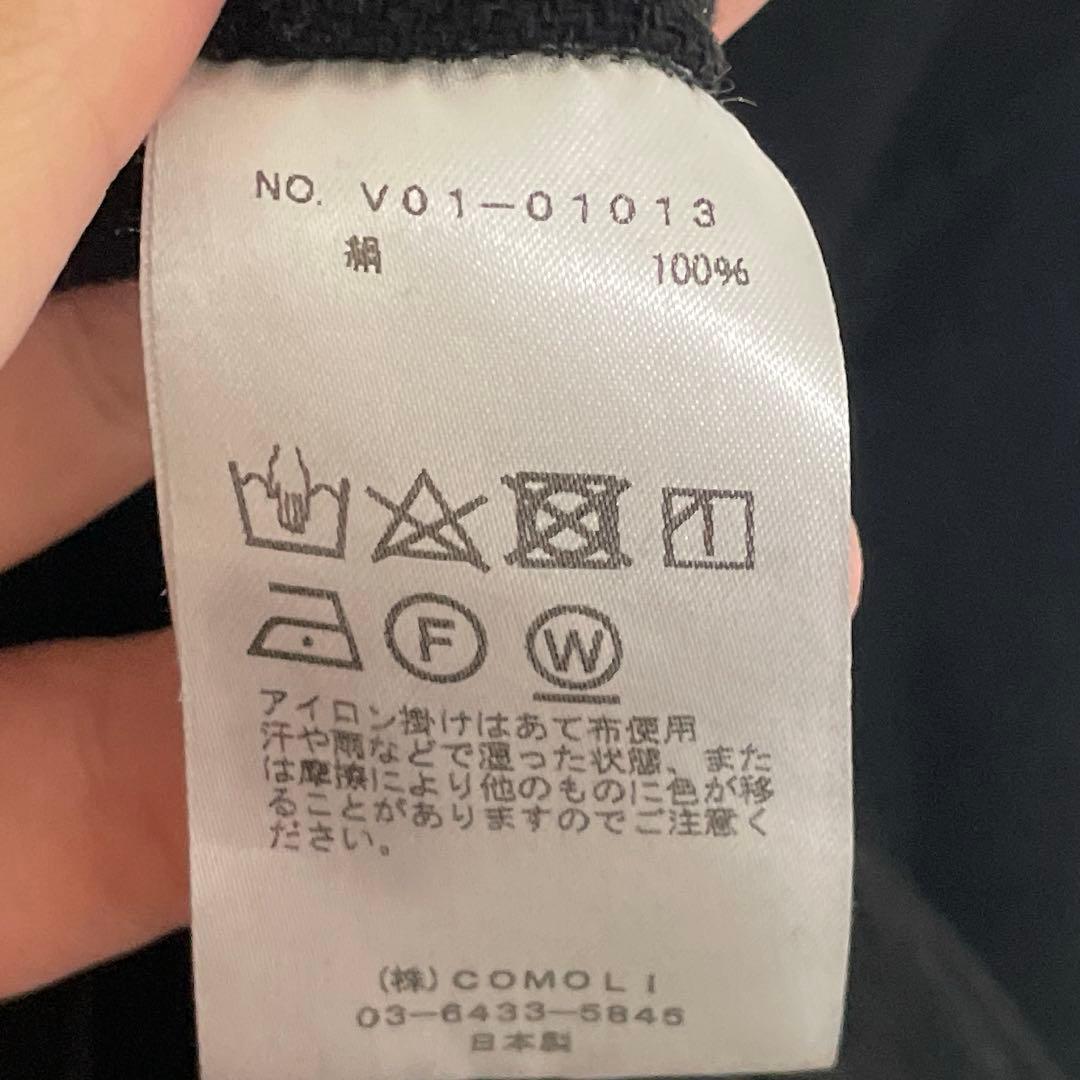 NO. V01-01013
絹 100%
F W
アイロン掛けはあて布使用
汗や雨などで湿った状態、また
は摩擦により他のものに色が移
ることがありますのでご注意く
ださい。
(株)COMOLI
03-6433-5845
日本製